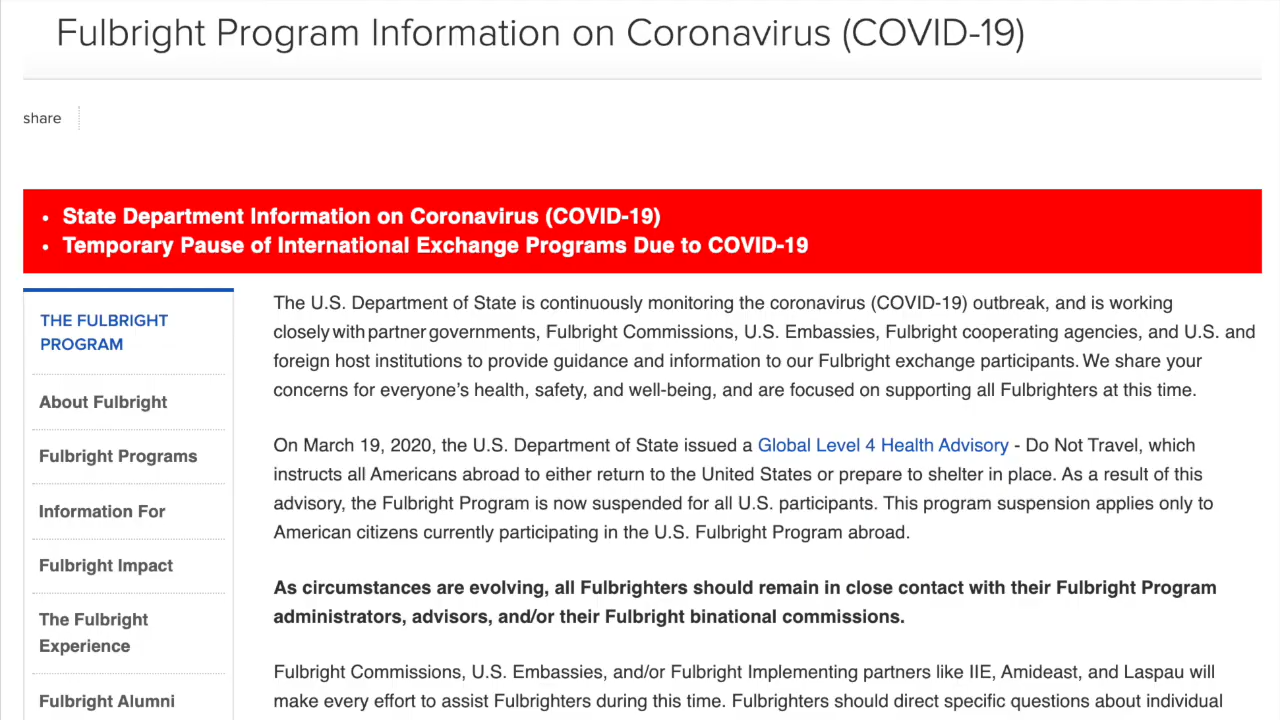 Fulbright Program Information on Coronavirus (COVID-19)
share
• State Department Information on Coronavirus (COVID-19)
• Temporary Pause of International Exchange Programs Due to COVID-19
THE FULBRIGHT
PROGRAM
About Fulbright
Fulbright Programs
Information For
Fulbright Impact
The Fulbright
Experience
Fulbright Alumni
The U.S. Department of State is continuously monitoring the coronavirus (COVID-19) outbreak, and is working
closely with partner governments, Fulbright Commissions, U.S. Embassies, Fulbright cooperating agencies, and U.S. and
foreign host institutions to provide guidance and information to our Fulbright exchange participants. We share your
concerns for everyone’s health, safety, and well-being, and are focused on supporting all Fulbrighters at this time.
On March 19, 2020, the U.S. Department of State issued a Global Level 4 Health Advisory - Do Not Travel, which
instructs all Americans abroad to either return to the United States or prepare to shelter in place. As a result of this
advisory, the Fulbright Program is now suspended for all U.S. participants. This program suspension applies only to
American citizens currently participating in the U.S. Fulbright Program abroad.
As circumstances are evolving, all Fulbrighters should remain in close contact with their Fulbright Program
administrators, advisors, and/or their Fulbright binational commissions.
Fulbright Commissions, U.S. Embassies, and/or Fulbright Implementing partners like IIE, Amideast, and Laspau will
make every effort to assist Fulbrighters during this time. Fulbrighters should direct specific questions about individual